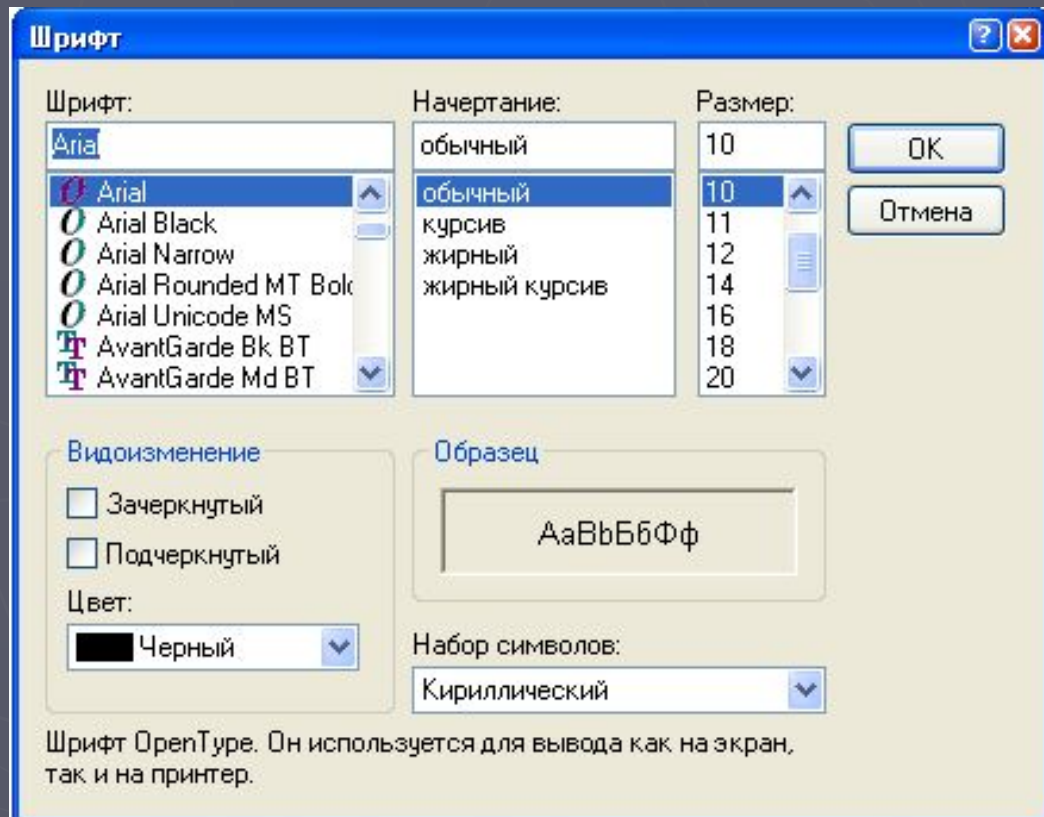 Шрифт
Шрифт:
Arial
Arial
Arial Black
Arial Narrow
Arial Rounded MT Bold
Arial Unicode MS
AvantGarde Bk BT
AvantGarde Md BT
Начертание:
обычный
обычный
курсив
жирный
жирный курсив
Размер:
10
10
11
12
14
16
18
20
OK
Отмена
Видоизменение
Зачеркнутый
Подчеркнутый
Цвет:
Черный
Образец
АаВbБбФф
Набор символов:
Кириллический
Шрифт OpenType. Он используется для вывода как на экран,
так и на принтер.